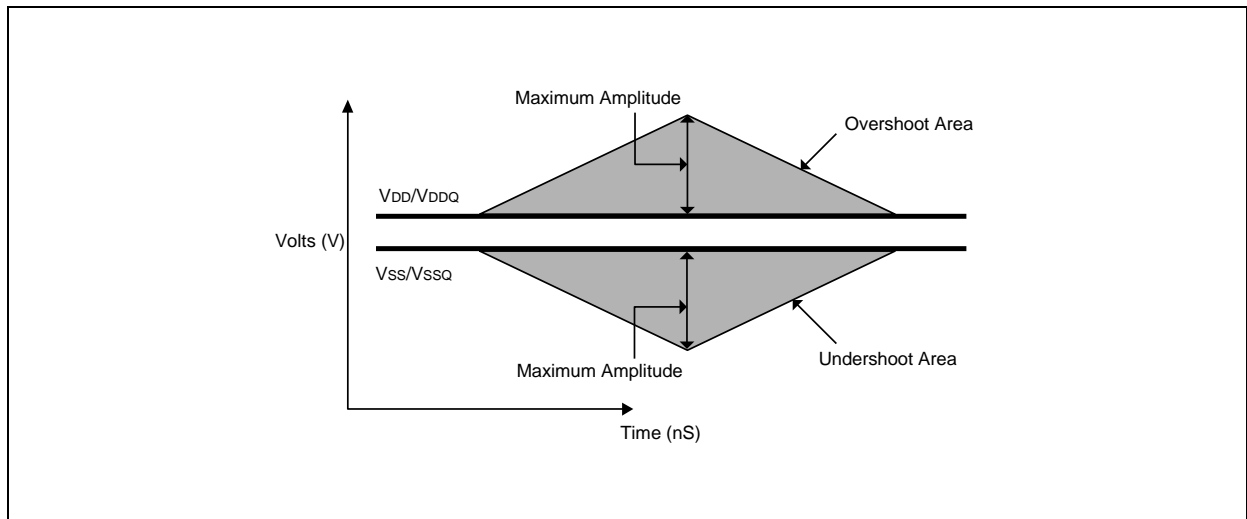 Maximum Amplitude
Overshoot Area
VDD/VDDQ
Volts (V)
VSS/VSSQ
Maximum Amplitude
Undershoot Area
Time (nS)